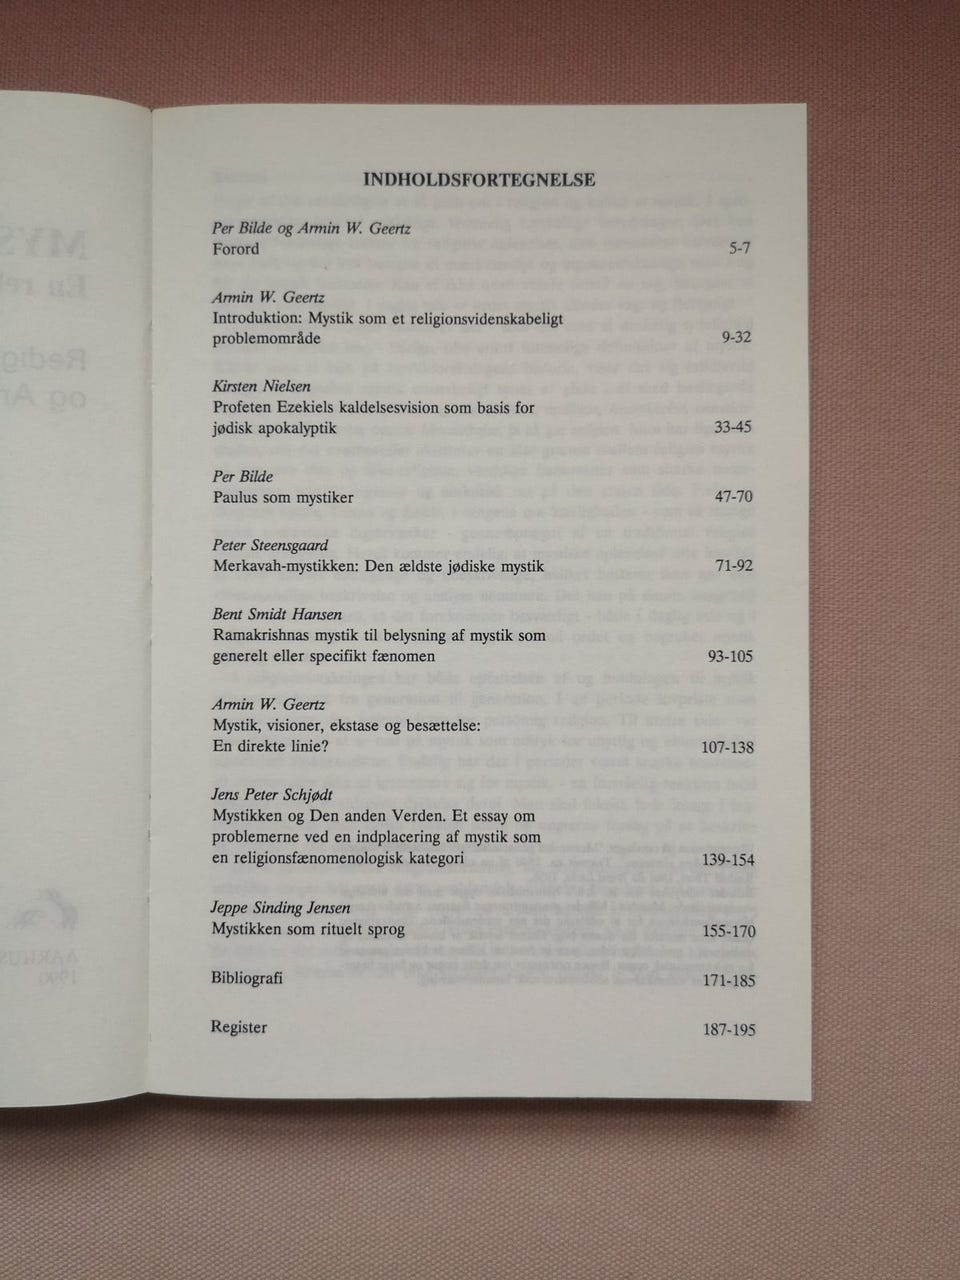 INDHOLDSFORTEGNELSE
Per Bilde og Armin W. Geertz
Forord 5-7
Armin W. Geertz
Introduktion: Mystik som et religionsvidenskabeligt
problemområde 9-32
Kirsten Nielsen
Profeten Ezekiels kaldelsesvision som basis for
jødisk apokalyptik 33-45
Per Bilde
Paulus som mystiker 47-70
Peter Steensgaard
Merkavah-mystikken: Den ældste jødiske mystik 71-92
Bent Smidt Hansen
Ramakrishnas mystik til belysning af mystik som
generelt eller specifikt fænomen 93-105
Armin W. Geertz
Mystik, visioner, ekstase og besættelse:
En direkte linie? 107-138
Jens Peter Schjødt
Mystikken og Den anden Verden. Et essay om
problemerne ved en indplacering af mystik som
en religionsfænomenologisk kategori 139-154
Jeppe Sinding Jensen
Mystikken som rituelt sprog 155-170
Bibliografi 171-185
Register 187-195